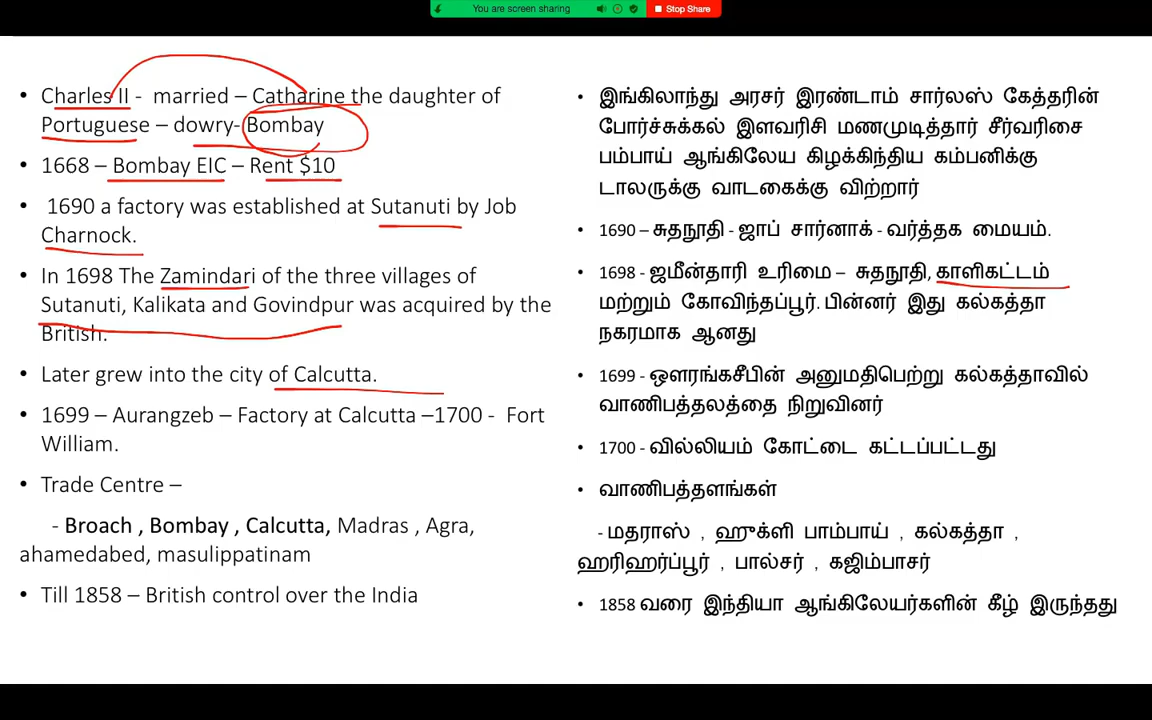 You are screen sharing
Stop Share
• Charles II - married – Catharine the daughter of
Portuguese – dowry- Bombay
• 1668 – Bombay EIC – Rent $10
• 1690 a factory was established at Sutanuti by Job
Charnock.
• In 1698 The Zamindari of the three villages of
Sutanuti, Kalikata and Govindpur was acquired by the
British.
• Later grew into the city of Calcutta.
• 1699 – Aurangzeb – Factory at Calcutta –1700 - Fort
William.
• Trade Centre –
- Broach , Bombay , Calcutta, Madras , Agra,
ahamedabed, masulippatinam
• Till 1858 – British control over the India
• இங்கிலாந்து அரசர் இரண்டாம் சார்லஸ் கேத்தரின்
போர்ச்சுக்கல் இளவரிசி மணமுடித்தார் சீர்வரிசை
பம்பாய் ஆங்கிலேய கிழக்கிந்திய கம்பனிக்கு
டாலருக்கு வாடகைக்கு விற்றார்
• 1690 – சுதநூதி - ஜாப் சார்னாக் - வர்த்தக மையம்.
• 1698 - ஜமீன்தாரி உரிமை – சுதநூதி, காளிகட்டம்
மற்றும் கோவிந்தப்பூர். பின்னர் இது கல்கத்தா
நகரமாக ஆனது
• 1699 - ஔரங்கசீபின் அனுமதிபெற்று கல்கத்தாவில்
வாணிபத்தலத்தை நிறுவினர்
• 1700 - வில்லியம் கோட்டை கட்டப்பட்டது
• வாணிபத்தளங்கள்
- மதராஸ் , ஹுக்ளி பாம்பாய் , கல்கத்தா ,
ஹரிஹர்ப்பூர் , பால்சர் , கஜிம்பாசர்
• 1858 வரை இந்தியா ஆங்கிலேயர்களின் கீழ் இருந்தது